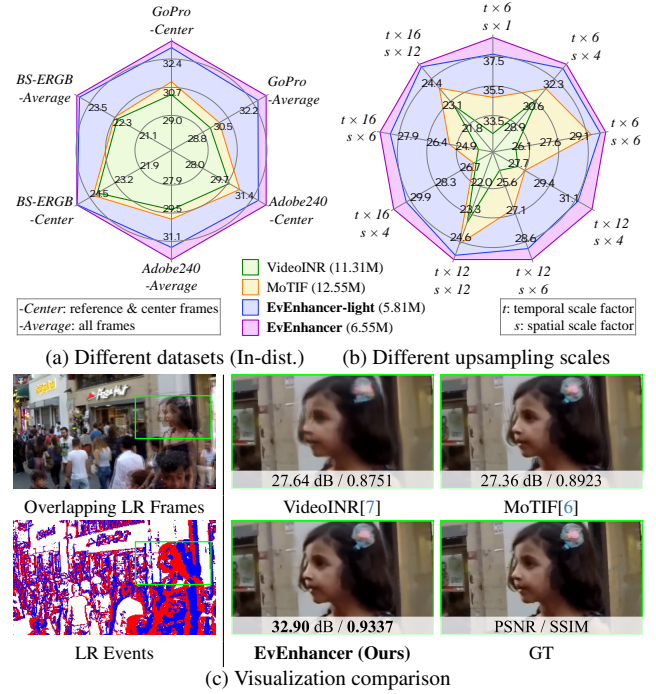 GoPro
-Center
GoPro
-Average
Adobe240
-Center
Adobe240
-Average
BS-ERGB
-Center
BS-ERGB
-Average
32.4
30.7
29.0
32.2
30.5
28.8
31.4
29.7
28.0
31.1
29.5
27.9
24.5
23.2
21.9
23.5
22.3
21.1
t × 6
s × 1
t × 6
s × 4
t × 6
s × 6
t × 12
s × 4
t × 12
s × 6
t × 12
s × 12
t × 16
s × 4
t × 16
s × 6
t × 16
s × 12
37.5
35.5
33.5
32.3
30.6
28.9
29.1
27.6
26.1
31.1
29.4
27.7
28.6
27.1
25.6
24.6
23.3
22.0
29.9
28.3
26.7
27.9
26.4
24.9
24.4
23.1
21.8
-Center: reference & center frames
-Average: all frames
VideoINR (11.31M)
MoTIF (12.55M)
EvEnhancer-light (5.81M)
EvEnhancer (6.55M)
t: temporal scale factor
s: spatial scale factor
(a) Different datasets (In-dist.)
(b) Different upsampling scales
27.64 dB / 0.8751
27.36 dB / 0.8923
Overlapping LR Frames
VideoINR[7]
MoTIF[6]
32.90 dB / 0.9337
PSNR / SSIM
LR Events
EvEnhancer (Ours)
GT
(c) Visualization comparison